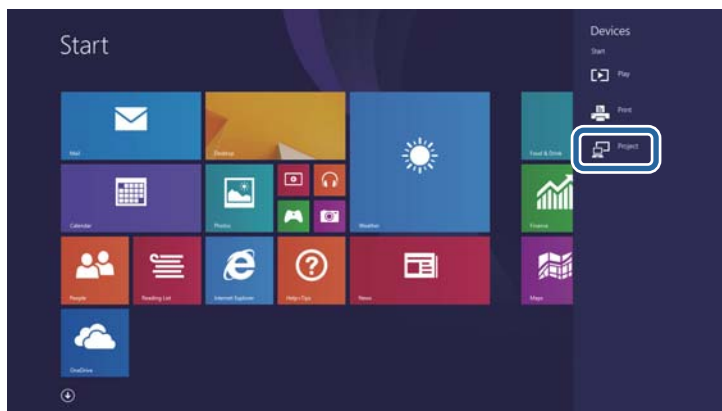 Start
Devices
Start
Play
Print
Project
Mail
Desktop
Food & Drink
Calendar
Photos
Weather
Finance
People
Reading List
Internet Explorer
Help+Tips
News
Maps
OneDrive